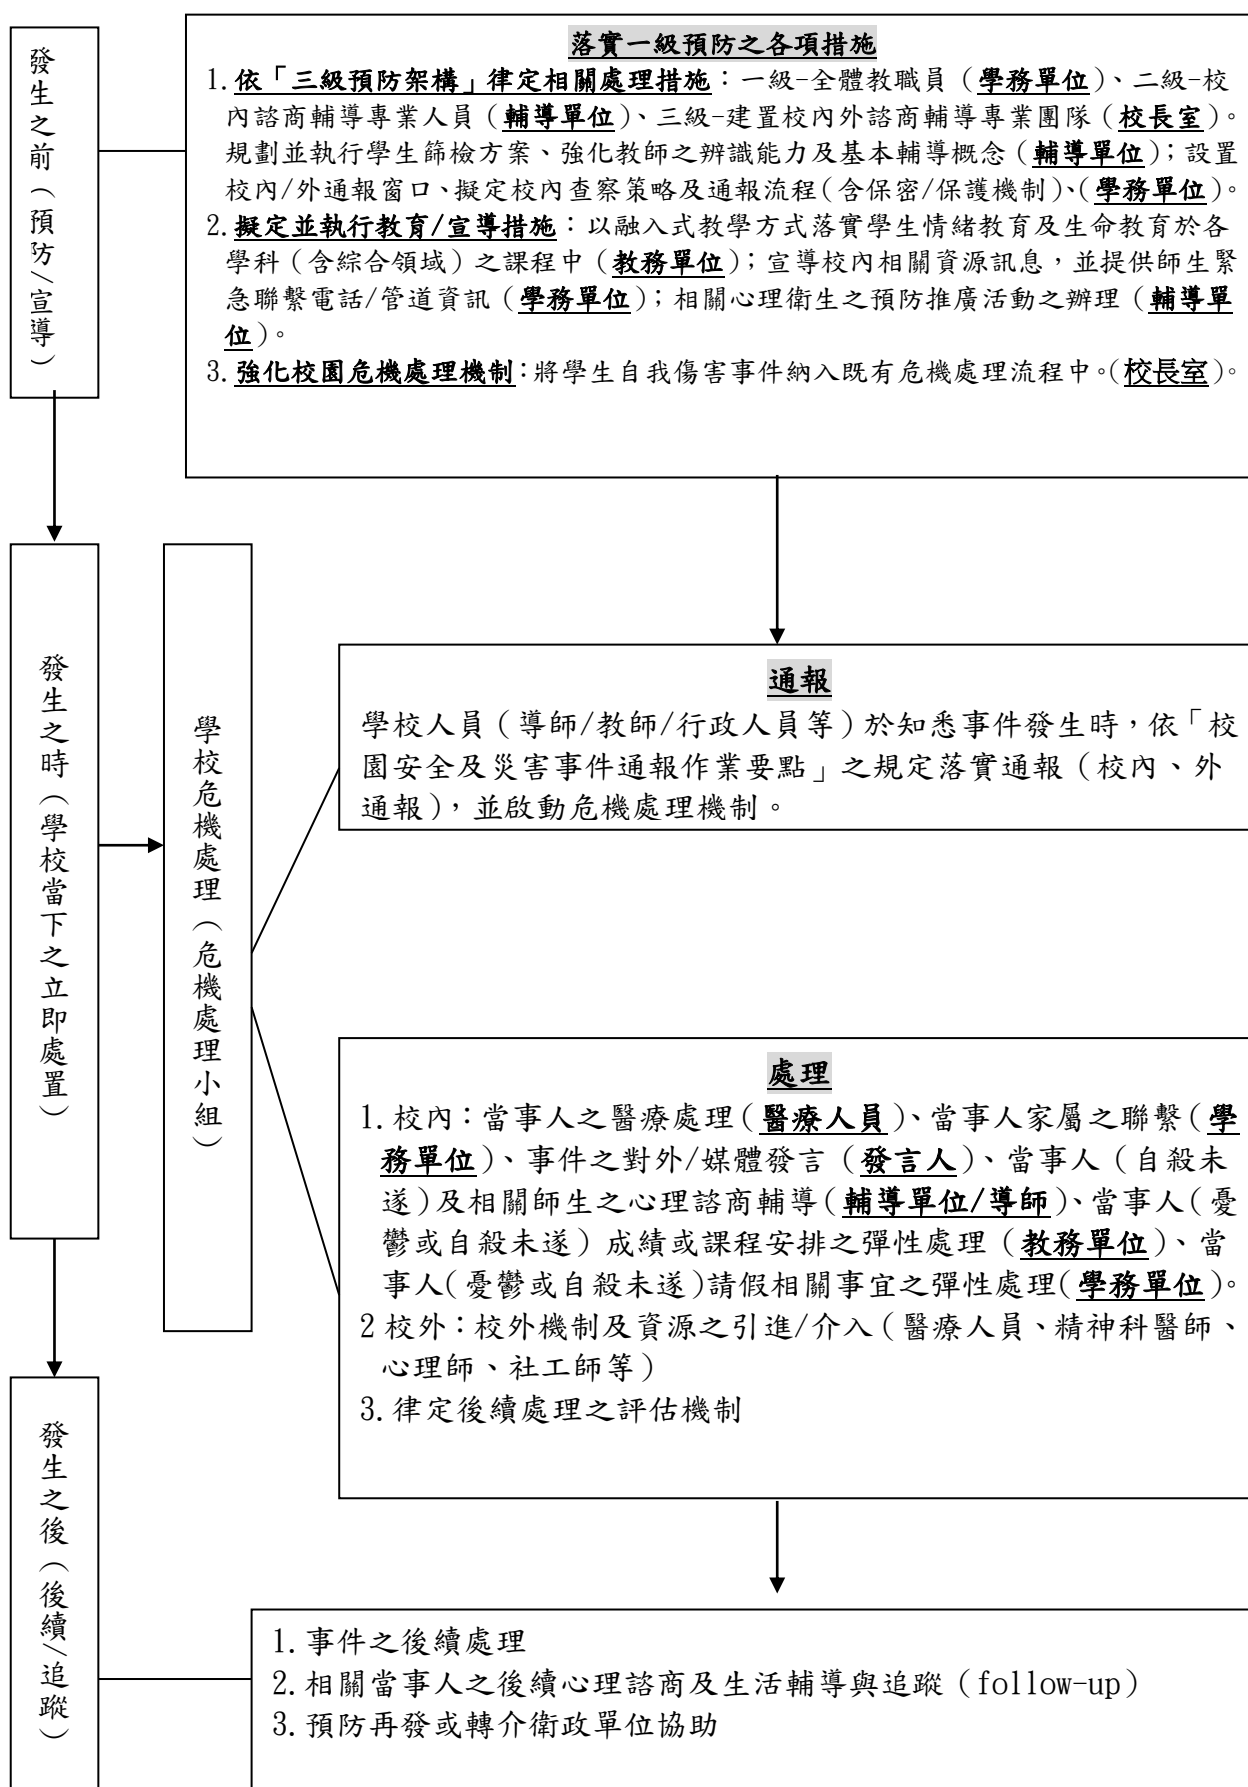 發生之前（預防/宣導）
落實一級預防之各項措施
1.依「三級預防架構」律定相關處理措施：一級-全體教職員（學務單位）、二級-校
內諮商輔導專業人員（輔導單位）、三級-建置校內外諮商輔導專業團隊（校長室）。
規劃並執行學生篩檢方案、強化教師之辨識能力及基本輔導概念（輔導單位）；設置
校內/外通報窗口、擬定校內查察策略及通報流程(含保密/保護機制)、(學務單位)。
2.擬定並執行教育/宣導措施：以融入式教學方式落實學生情緒教育及生命教育於各
學科（含綜合領域）之課程中（教務單位）；宣導校內相關資源訊息，並提供師生緊
急聯繫電話/管道資訊（學務單位）；相關心理衛生之預防推廣活動之辦理（輔導單
位）。
3.強化校園危機處理機制：將學生自我傷害事件納入既有危機處理流程中。(校長室)。
發生之時（學校當下之立即處置）
學校危機處理（危機處理小組）
通報
學校人員（導師/教師/行政人員等）於知悉事件發生時，依「校
園安全及災害事件通報作業要點」之規定落實通報（校內、外
通報），並啟動危機處理機制。
處理
1.校內：當事人之醫療處理(醫療人員)、當事人家屬之聯繫(學
務單位)、事件之對外/媒體發言（發言人)、當事人（自殺未
遂)及相關師生之心理諮商輔導(輔導單位/導師)、當事人(憂
鬱或自殺未遂）成績或課程安排之彈性處理（教務單位)、當
事人(憂鬱或自殺未遂)請假相關事宜之彈性處理(學務單位)。
2 校外：校外機制及資源之引進/介入（醫療人員、精神科醫師、
心理師、社工師等）
3.律定後續處理之評估機制
發生之後（後續/追蹤）
1.事件之後續處理
2.相關當事人之後續心理諮商及生活輔導與追蹤（follow-up）
3.預防再發或轉介衛政單位協助